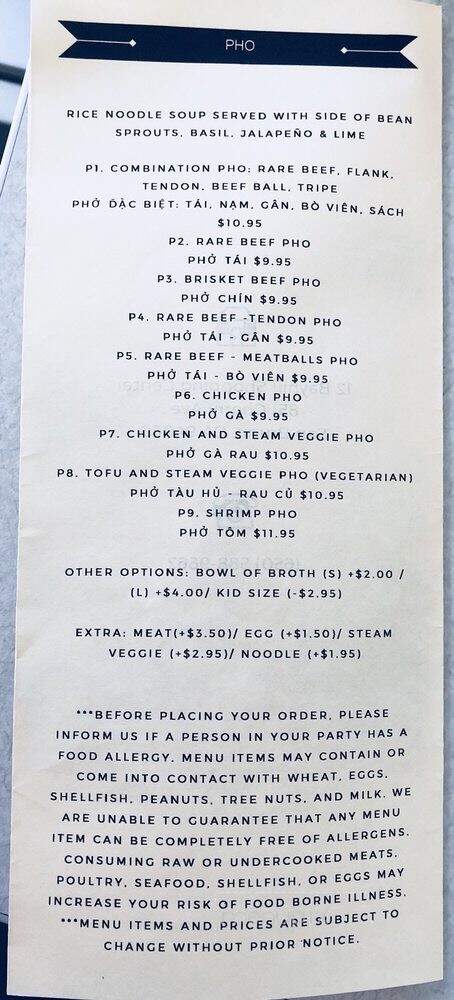 PHO
RICE NOODLE SOUP SERVED WITH SIDE OF BEAN
SPROUTS, BASIL, JALAPEÑO & LIME
P1. COMBINATION PHO: RARE BEEF, FLANK,
TENDON, BEEF BALL, TRIPE
PHỞ ĐẶC BIỆT: TÁI, NẠM, GÂN, BÒ VIÊN, SÁCH
$10.95
P2. RARE BEEF PHO
PHỞ TÁI $9.95
P3. BRISKET BEEF PHO
PHỞ CHÍN $9.95
P4. RARE BEEF -TENDON PHO
PHỞ TÁI - GÂN $9.95
P5. RARE BEEF - MEATBALLS PHO
PHỞ TÁI - BÒ VIÊN $9.95
P6. CHICKEN PHO
PHỞ GÀ $9.95
P7. CHICKEN AND STEAM VEGGIE PHO
PHỞ GÀ RAU $10.95
P8. TOFU AND STEAM VEGGIE PHO (VEGETARIAN)
PHỞ TÀU HỦ - RAU CỦ $10.95
P9. SHRIMP PHO
PHỞ TÔM $11.95
OTHER OPTIONS: BOWL OF BROTH (S) +$2.00 /
(L) +$4.00/ KID SIZE (-$2.95)
EXTRA: MEAT(+$3.50)/ EGG (+$1.50)/ STEAM
VEGGIE (+$2.95)/ NOODLE (+$1.95)
***BEFORE PLACING YOUR ORDER, PLEASE
INFORM US IF A PERSON IN YOUR PARTY HAS A
FOOD ALLERGY. MENU ITEMS MAY CONTAIN OR
COME INTO CONTACT WITH WHEAT, EGGS,
SHELLFISH, PEANUTS, TREE NUTS, AND MILK. WE
ARE UNABLE TO GUARANTEE THAT ANY MENU
ITEM CAN BE COMPLETELY FREE OF ALLERGENS.
CONSUMING RAW OR UNDERCOOKED MEATS,
POULTRY, SEAFOOD, SHELLFISH, OR EGGS MAY
INCREASE YOUR RISK OF FOOD BORNE ILLNESS.
***MENU ITEMS AND PRICES ARE SUBJECT TO
CHANGE WITHOUT PRIOR NOTICE.